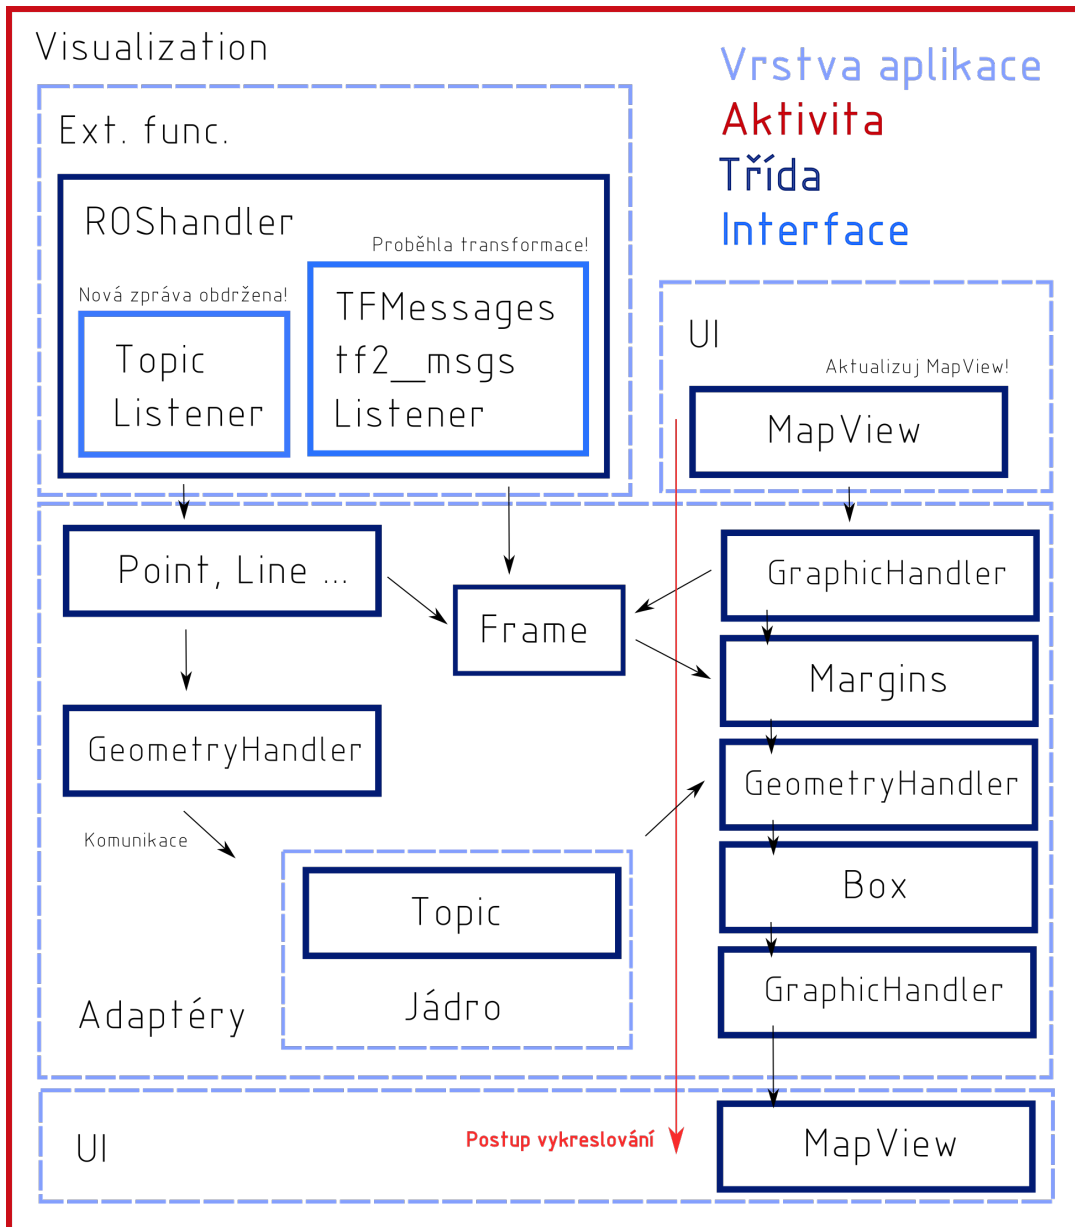 Visualization
Vrstva aplikace
Aktivita
Třída
Interface
Ext. func.
ROShandler
Proběhla transformace!
Nová zpráva obdržena!
TFMessages
tf2_msgs
Listener
Topic
Listener
UI
Aktualizuj MapView!
MapView
Point, Line ...
Frame
GraphicHandler
Margins
GeometryHandler
GeometryHandler
Komunikace
Box
Topic
Jádro
Adaptéry
GraphicHandler
UI
Postup vykreslování
MapView